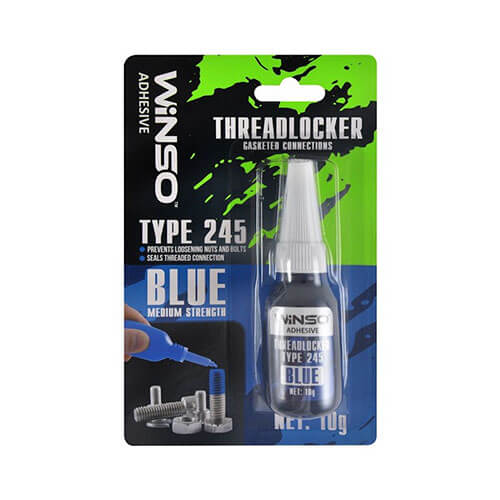 WiNSO™
ADHESIVE
THREADLOCKER
GASKETED CONNECTIONS
TYPE 245
PREVENTS LOOSENING NUTS AND BOLTS
SEALS THREADED CONNECTION
BLUE
MEDIUM STRENGTH
WiNSO
ADHESIVE
THREADLOCKER
TYPE 245
BLUE
NET. 10g
NET. 10g